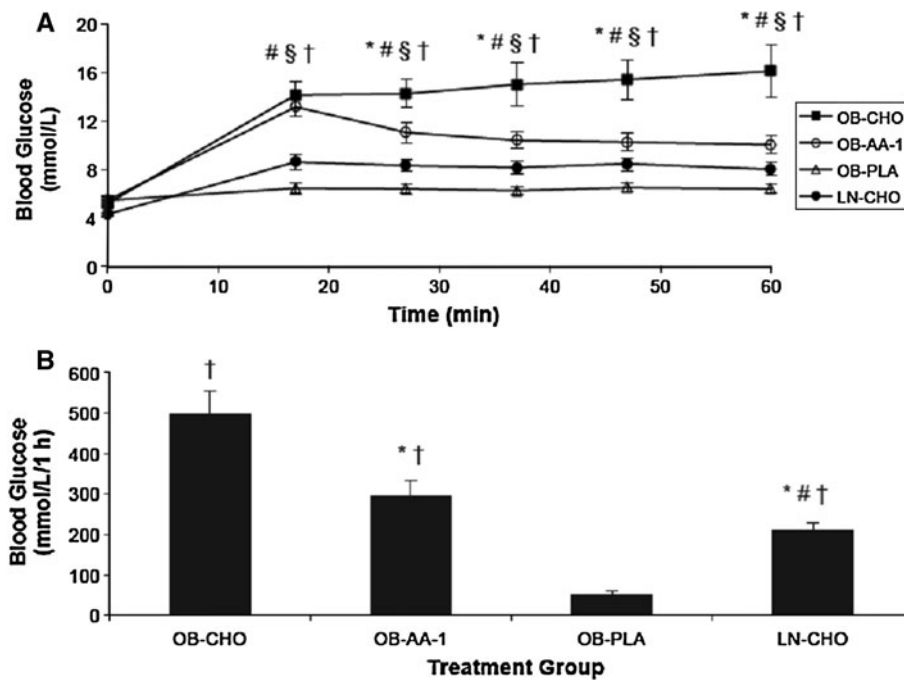 A
20
16
12
8
4
0
Blood Glucose
(mmol/L)
# § †
* # § †
* # § †
* # § †
* # § †
OB-CHO
OB-AA-1
OB-PLA
LN-CHO
0
10
20
30
40
50
60
Time (min)
B
600
500
400
300
200
100
0
Blood Glucose
(mmol/L/1 h)
†
* †
* # †
OB-CHO
OB-AA-1
OB-PLA
LN-CHO
Treatment Group